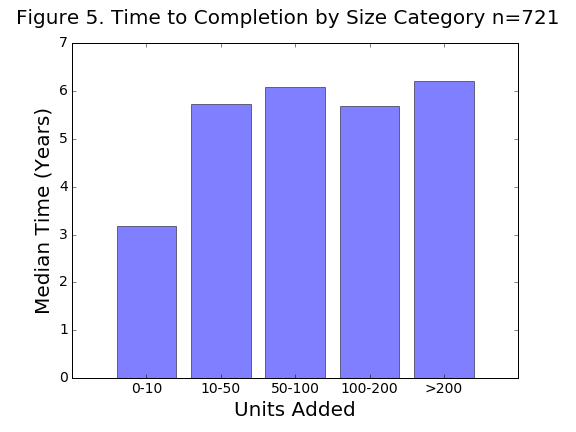 Figure 5. Time to Completion by Size Category n=721
7
6
5
4
3
2
1
0
Median Time (Years)
0-10 10-50 50-100 100-200 >200
Units Added